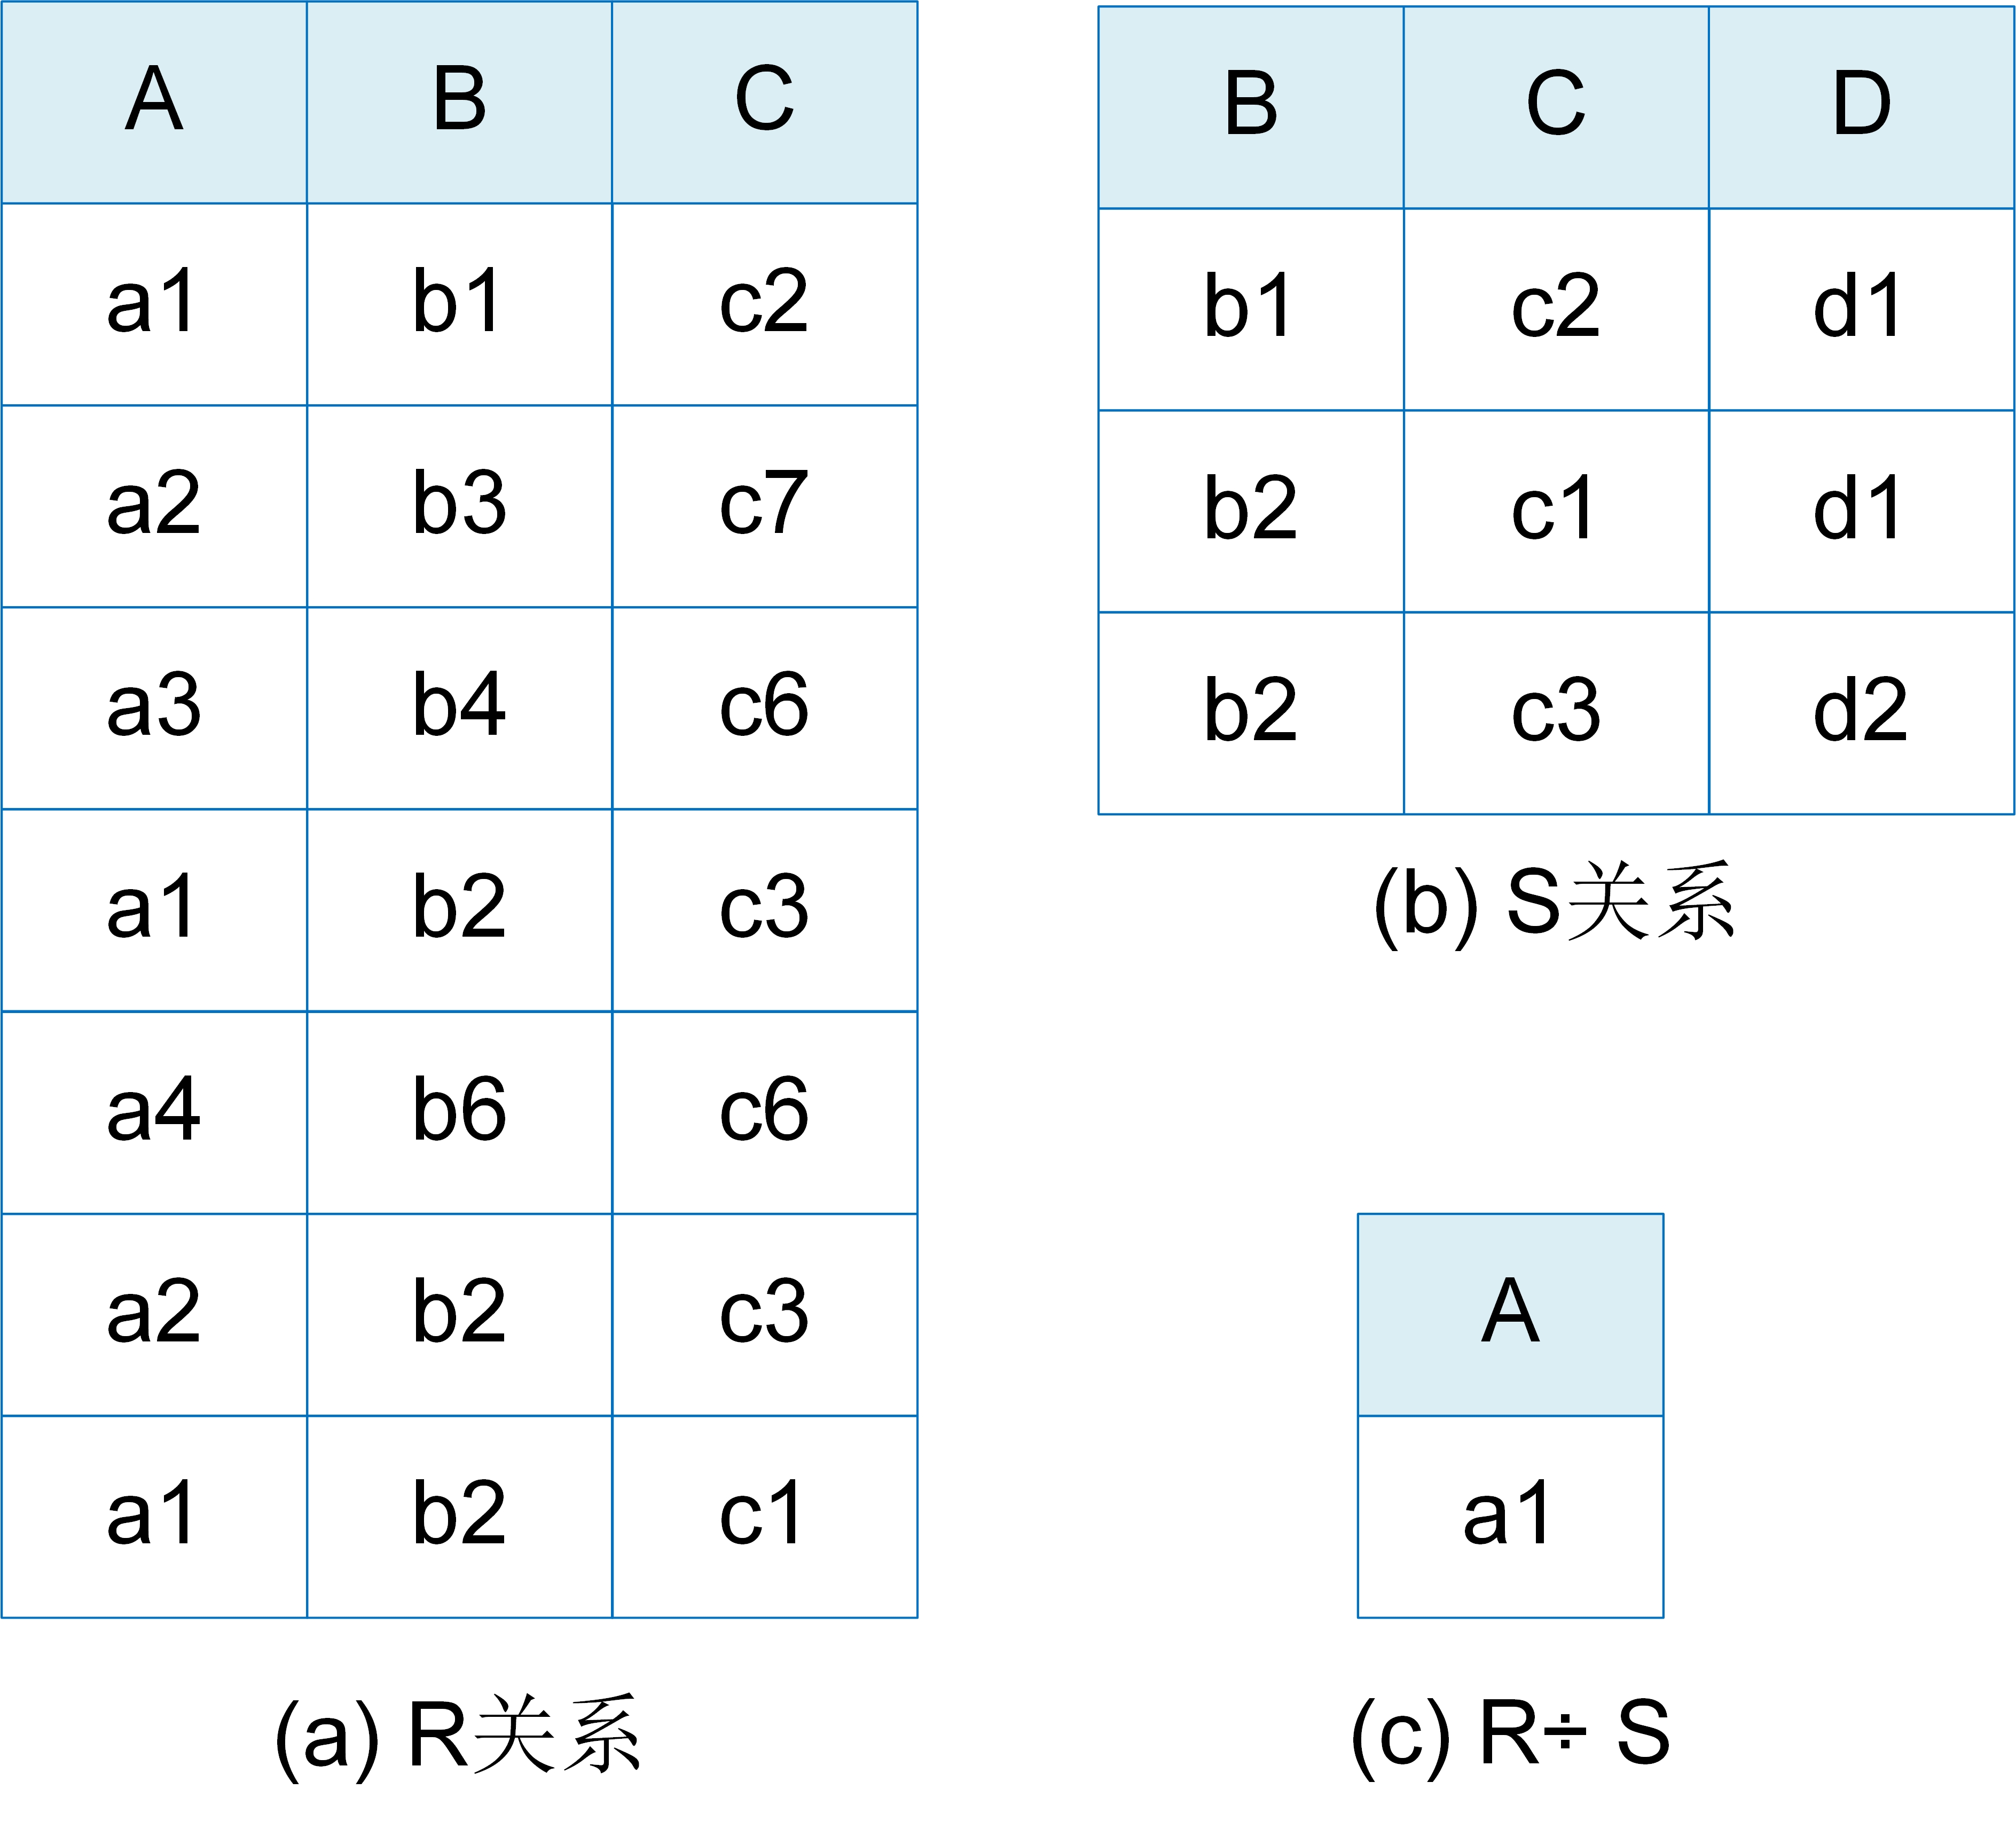 A B C
a1 b1 c2
a2 b3 c7
a3 b4 c6
a1 b2 c3
a4 b6 c6
a2 b2 c3
a1 b2 c1
(a) R关系
B C D
b1 c2 d1
b2 c1 d1
b2 c3 d2
(b) S关系
A
a1
(c) R÷ S